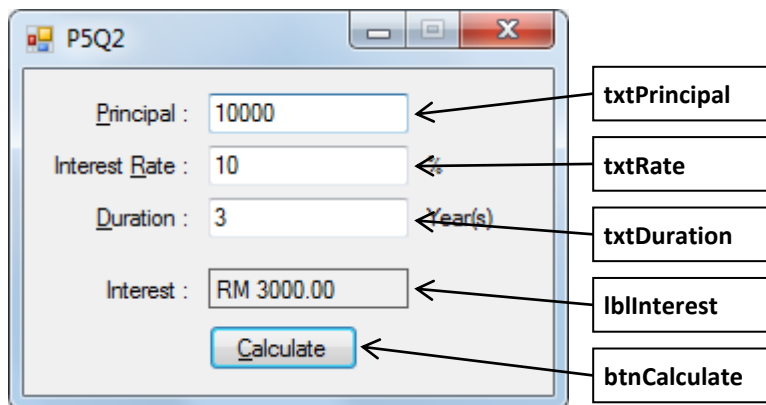 P5Q2
Principal : 10000 txtPrincipal
Interest Rate : 10 % txtRate
Duration : 3 Year(s) txtDuration
Interest : RM 3000.00 lblInterest
Calculate btnCalculate